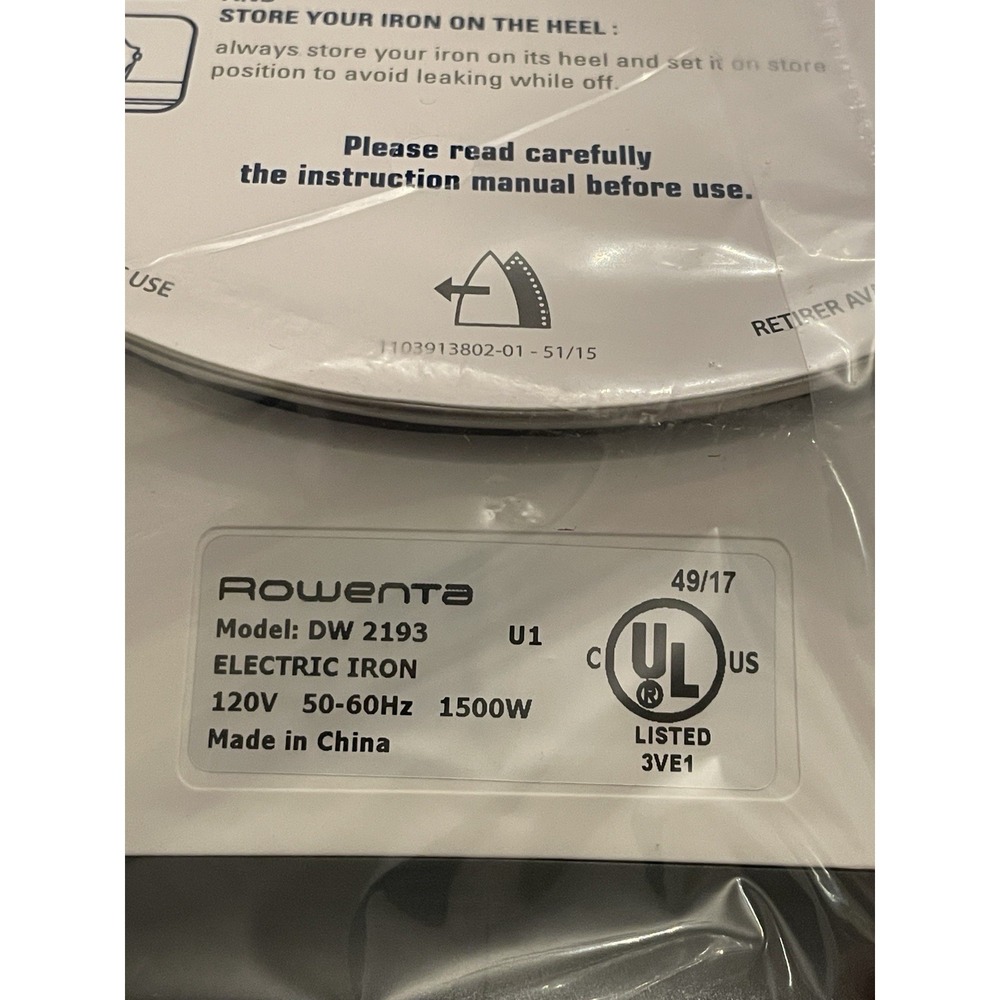 STORE YOUR IRON ON THE HEEL :
always store your iron on its heel and set it on store
position to avoid leaking while off.
Please read carefully
the instruction manual before use.
USE
RETIRER
1103913802-01 - 51/15
ROWENTA
49/17
Model: DW 2193 U1
ELECTRIC IRON
120V 50-60Hz 1500W
Made in China
C UL ® US
LISTED
3VE1